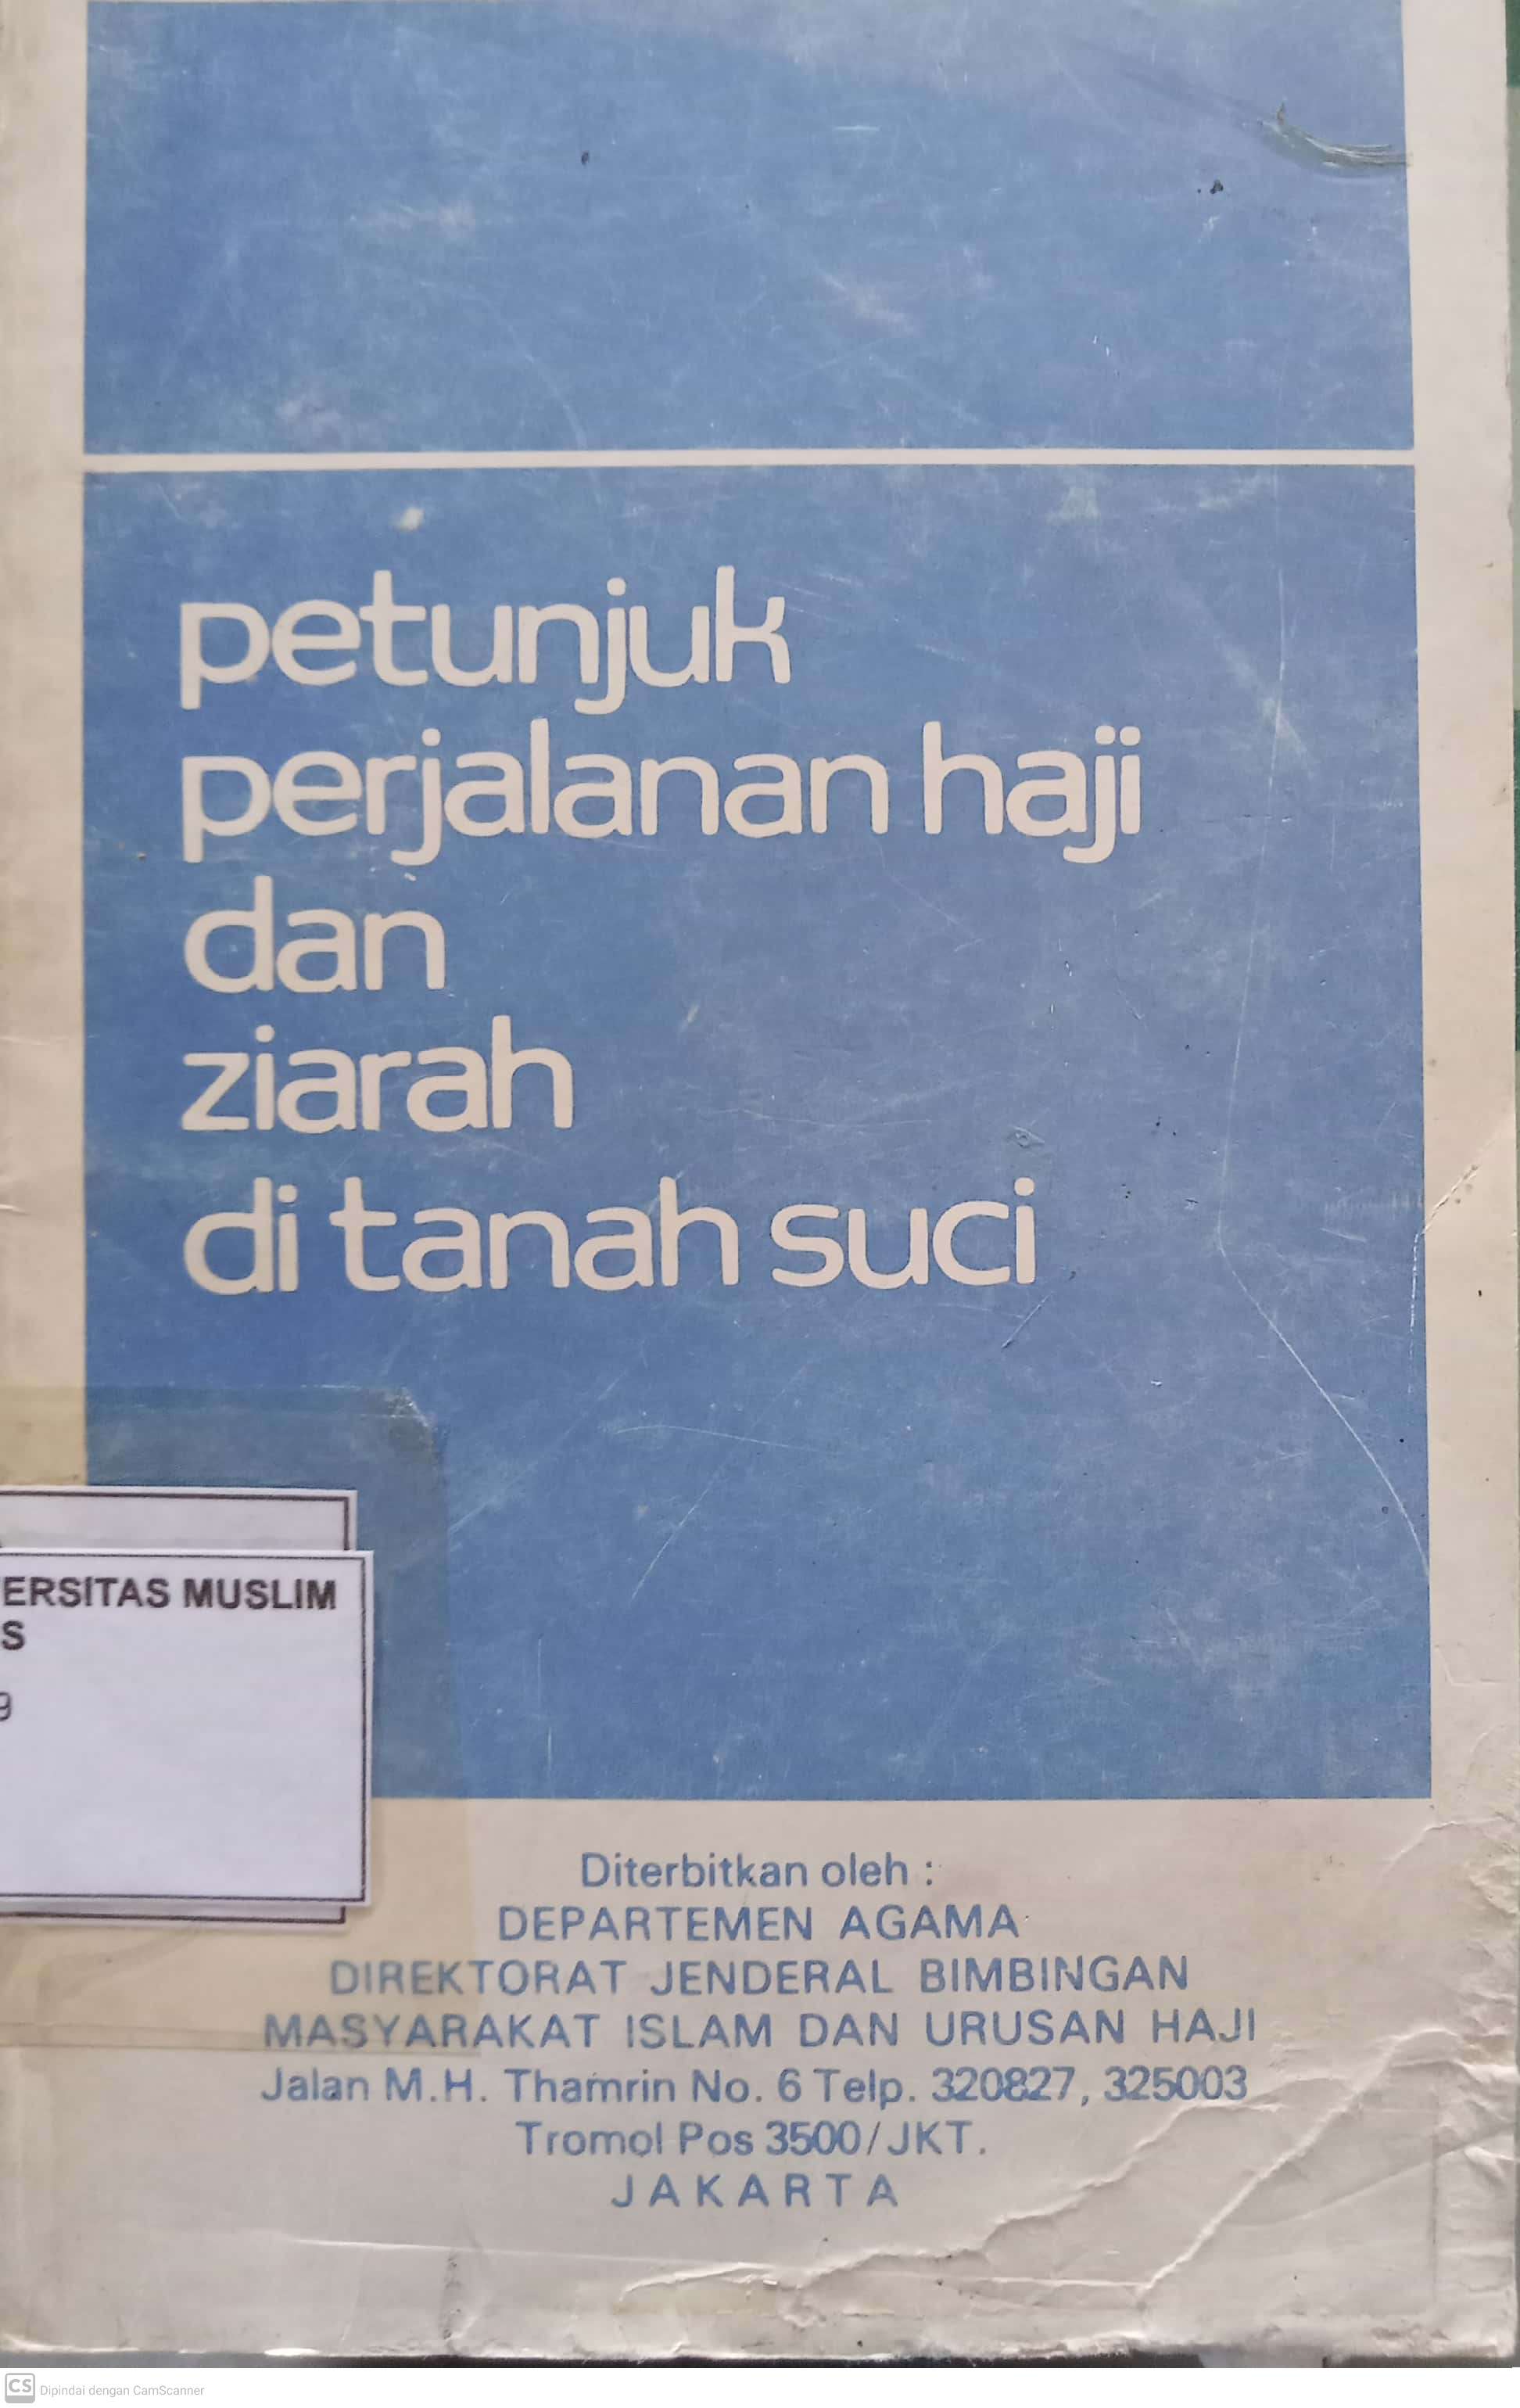 petunjuk
perjalanan haji
dan
ziarah
di tanah suci
ERSITAS MUSLIM
S
9
Diterbitkan oleh :
DEPARTEMEN AGAMA
DIREKTORAT JENDERAL BIMBINGAN
MASYARAKAT ISLAM DAN URUSAN HAJI
Jalan M.H. Thamrin No. 6 Telp. 320827, 325003
Tromol Pos 3500/JKT.
JAKARTA
CS Dipindai dengan CamScanner